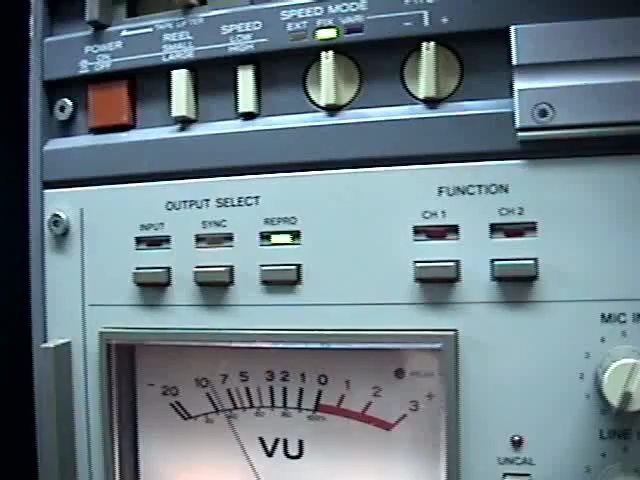 SPEED MODE
EXT FIX VARI
POWER REEL SPEED
SMALL LOW
LARGE HIGH
OFF
ON
- +
OUTPUT SELECT FUNCTION
INPUT SYNC REPRO CH 1 CH 2
MIC IN
- 20 10 7 5 3 2 1 0 1 2 3 +
PEAK
VU
LINE
UNCAL